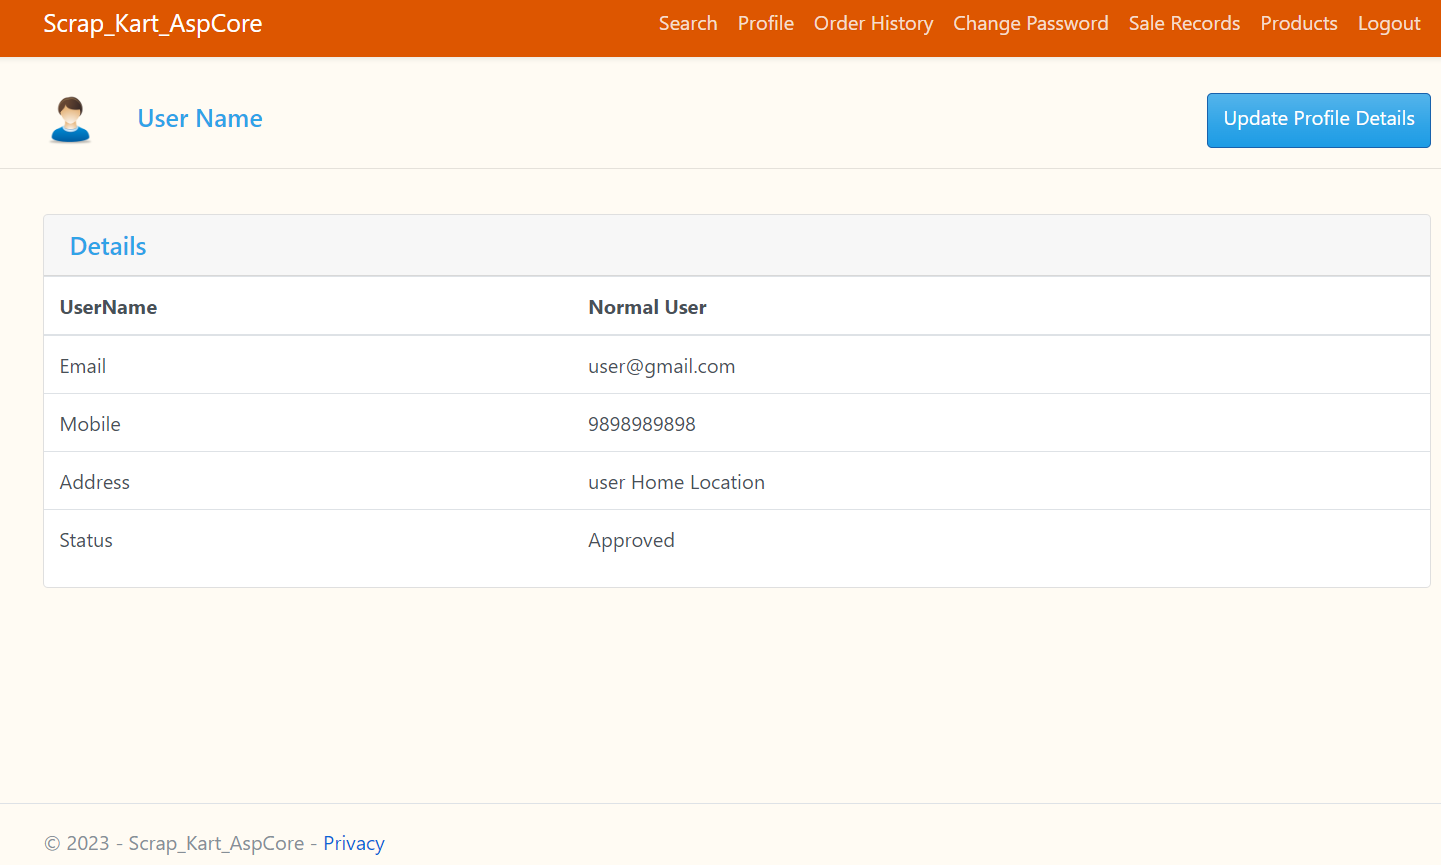 Scrap_Kart_AspCore Search Profile Order History Change Password Sale Records Products Logout
User Name Update Profile Details
Details
UserName Normal User
Email user@gmail.com
Mobile 9898989898
Address user Home Location
Status Approved
© 2023 - Scrap_Kart_AspCore - Privacy